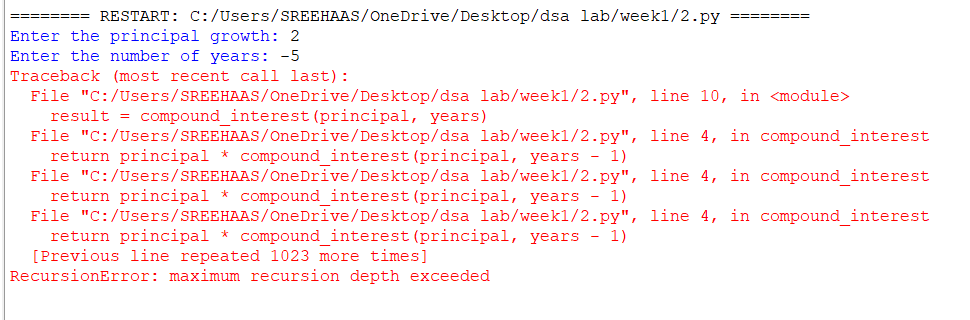 ======== RESTART: C:/Users/SREEHAAS/OneDrive/Desktop/dsa lab/week1/2.py ========
Enter the principal growth: 2
Enter the number of years: -5
Traceback (most recent call last):
  File "C:/Users/SREEHAAS/OneDrive/Desktop/dsa lab/week1/2.py", line 10, in <module>
    result = compound_interest(principal, years)
  File "C:/Users/SREEHAAS/OneDrive/Desktop/dsa lab/week1/2.py", line 4, in compound_interest
    return principal * compound_interest(principal, years - 1)
  File "C:/Users/SREEHAAS/OneDrive/Desktop/dsa lab/week1/2.py", line 4, in compound_interest
    return principal * compound_interest(principal, years - 1)
  File "C:/Users/SREEHAAS/OneDrive/Desktop/dsa lab/week1/2.py", line 4, in compound_interest
    return principal * compound_interest(principal, years - 1)
  [Previous line repeated 1023 more times]
RecursionError: maximum recursion depth exceeded